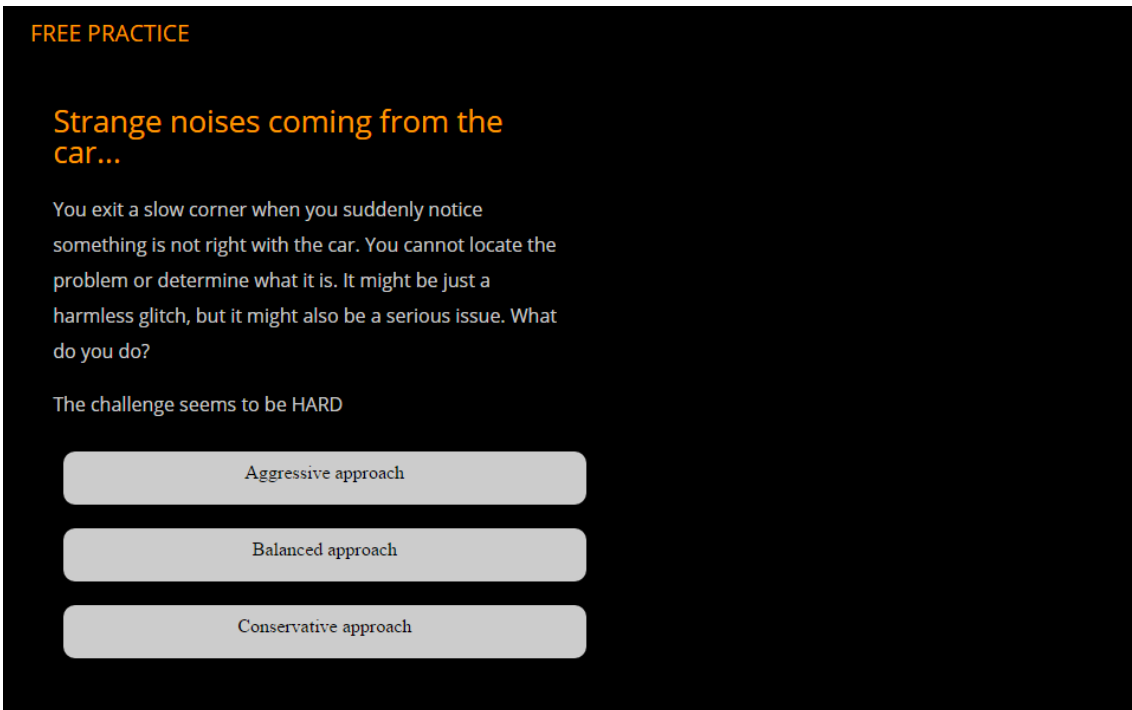 FREE PRACTICE
Strange noises coming from the
car...
You exit a slow corner when you suddenly notice
something is not right with the car. You cannot locate the
problem or determine what it is. It might be just a
harmless glitch, but it might also be a serious issue. What
do you do?
The challenge seems to be HARD
Aggressive approach
Balanced approach
Conservative approach